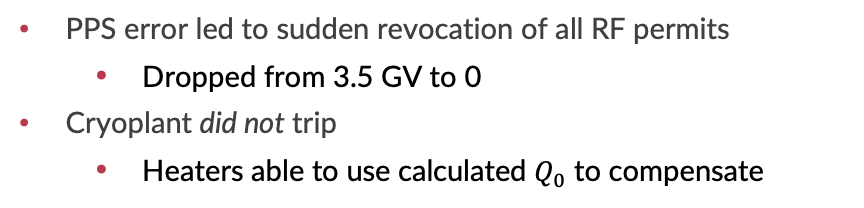 • PPS error led to sudden revocation of all RF permits
• Dropped from 3.5 GV to 0
• Cryoplant did not trip
• Heaters able to use calculated Q₀ to compensate